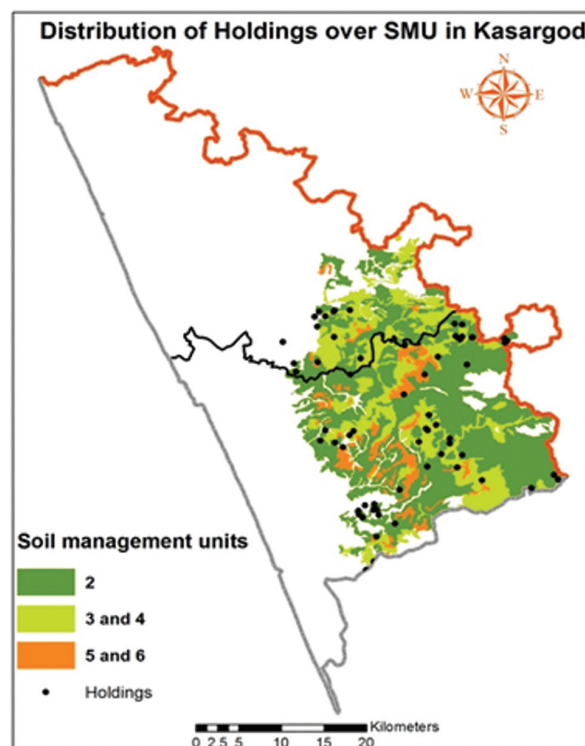 Distribution of Holdings over SMU in Kasargod
N
W E
S
Soil management units
2
3 and 4
5 and 6
Holdings
Kilometers
0 2.5 5 10 15 20